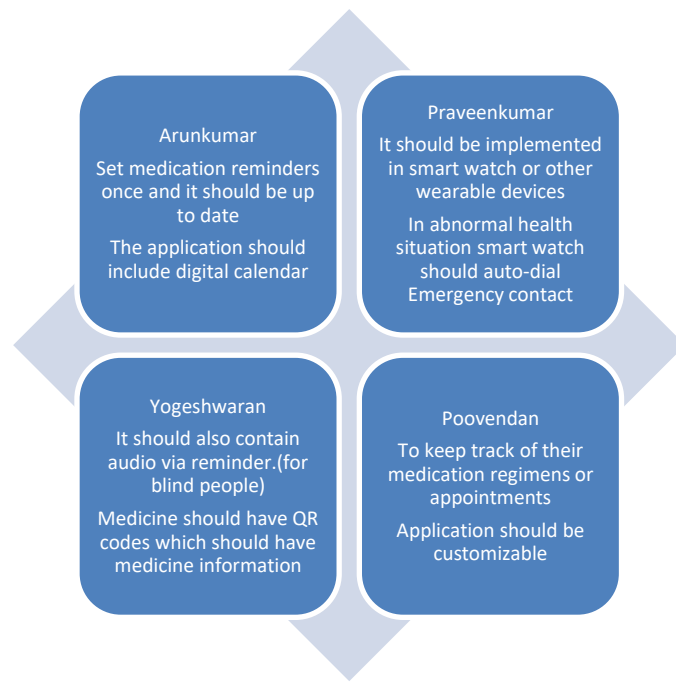 Arunkumar
Set medication reminders
once and it should be up
to date
The application should
include digital calendar
Praveenkumar
It should be implemented
in smart watch or other
wearable devices
In abnormal health
situation smart watch
should auto-dial
Emergency contact
Yogeshwaran
It should also contain
audio via reminder.(for
blind people)
Medicine should have QR
codes which should have
medicine information
Poovendan
To keep track of their
medication regimens or
appointments
Application should be
customizable